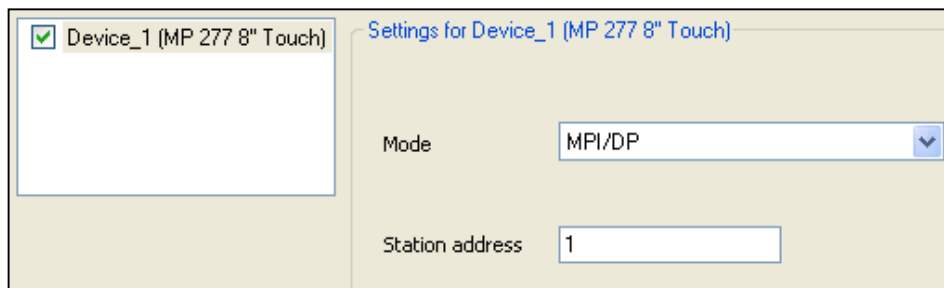 Device_1 (MP 277 8" Touch)
Settings for Device_1 (MP 277 8" Touch)
Mode
MPI/DP
Station address
1